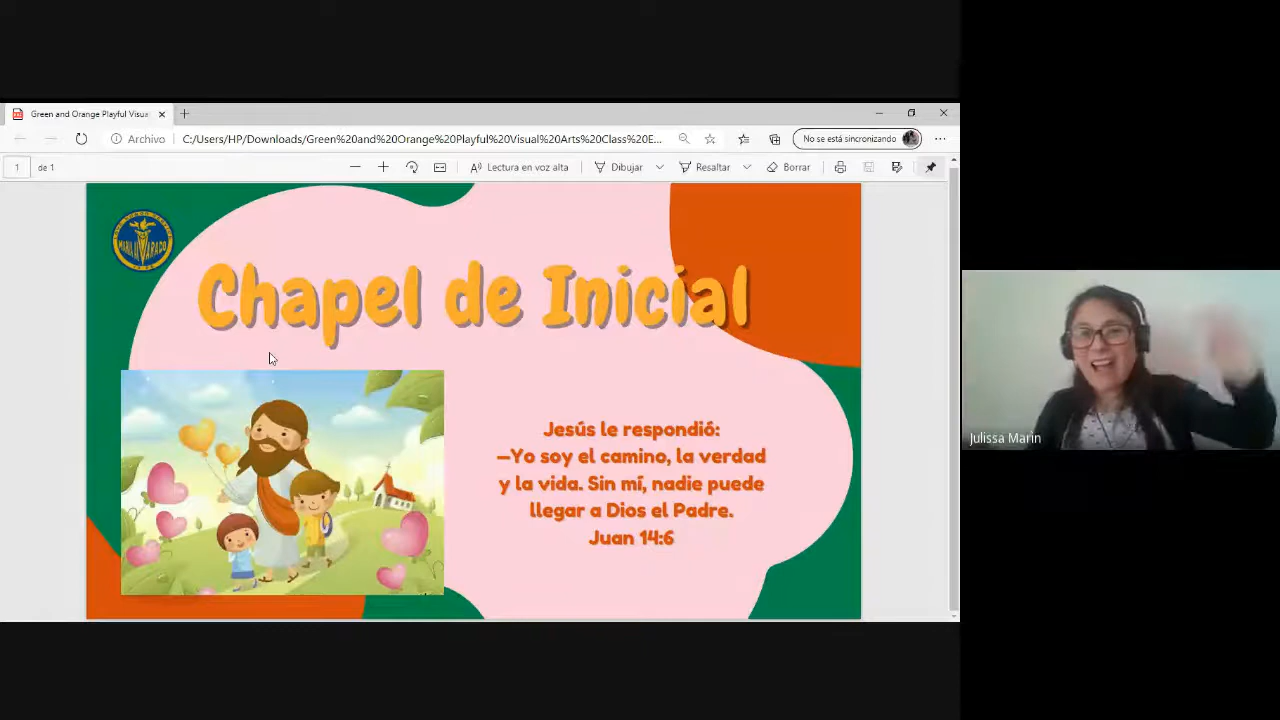 Green and Orange Playful Visua
Archivo
C:/Users/HP/Downloads/Green%20and%20Orange%20Playful%20Visual%20Arts%20Class%20E...
No se está sincronizando
1
de 1
Lectura en voz alta
Dibujar
Resaltar
Borrar
MARIA ALVARADO
Chapel de Inicial
Jesús le respondió:
—Yo soy el camino, la verdad
y la vida. Sin mí, nadie puede
llegar a Dios el Padre.
Juan 14:6
Julissa Marin